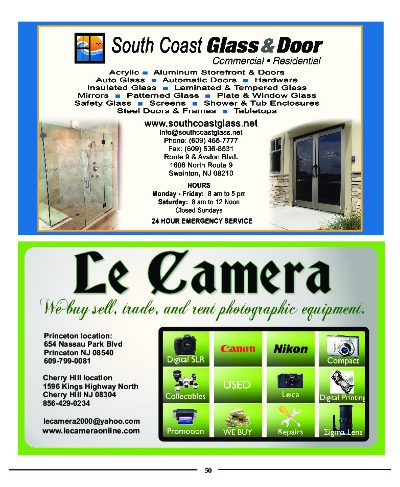 South Coast Glass & Door
Commercial • Residential
Acrylic ■ Aluminum Storefront & Doors
Auto Glass ■ Automatic Doors ■ Hardware
Insulated Glass ■ Laminated & Tempered Glass
Mirrors ■ Patterned Glass ■ Plate & Window Glass
Safety Glass ■ Screens ■ Shower & Tub Enclosures
Steel Doors & Frames ■ Tabletops
www.southcoastglass.net
info@southcoastglass.net
Phone: (609) 465-7777
Fax: (609) 536-8531
Route 9 & Avalon Blvd.
1608 North Route 9
Swainton, NJ 08210
HOURS
Monday - Friday: 8 am to 5 pm
Saturday: 8 am to 12 Noon
Closed Sundays
24 HOUR EMERGENCY SERVICE
Le Camera
We buy sell, trade, and rent photographic equipment.
Princeton location:
654 Nassau Park Blvd
Princeton NJ 08540
609-799-0081
Cherry Hill location
1596 Kings Highway North
Cherry Hill NJ 08304
856-429-0234
lecamera2000@yahoo.com
www.lecameraonline.com
Digital SLR
Canon
Nikon
Compact
Collectibles
USED
Leica
Digital Printing
Promotion
WE BUY
Repairs
Sigma Lens
50